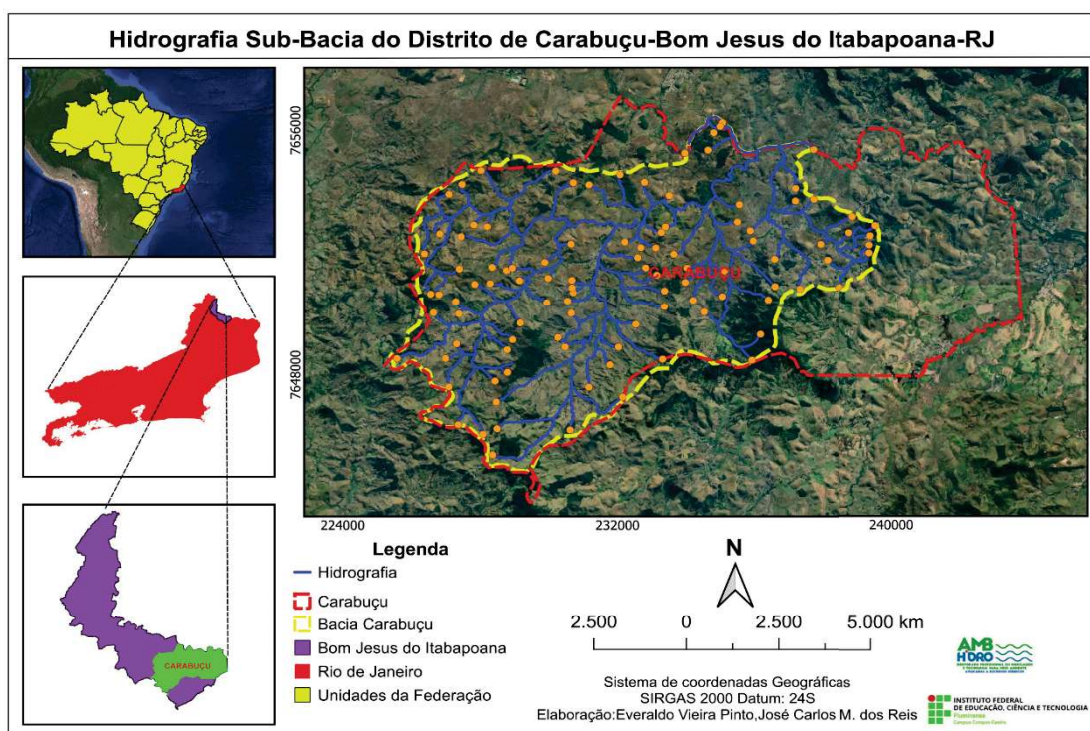 Hidrografia Sub-Bacia do Distrito de Carabuçu-Bom Jesus do Itabapoana-RJ
7656000
7648000
CARABUÇU
224000
232000
240000
CARABUÇU
Legenda
Hidrografia
Carabuçu
Bacia Carabuçu
Bom Jesus do Itabapoana
Rio de Janeiro
Unidades da Federação
N
2.500 0 2.500 5.000 km
Sistema de coordenadas Geográficas
SIRGAS 2000 Datum: 24S
Elaboração:Everaldo Vieira Pinto,José Carlos M. dos Reis
AMB
HIDRO
INSTITUTO FEDERAL
DE EDUCAÇÃO, CIÊNCIA E TECNOLOGIA
Fluminense